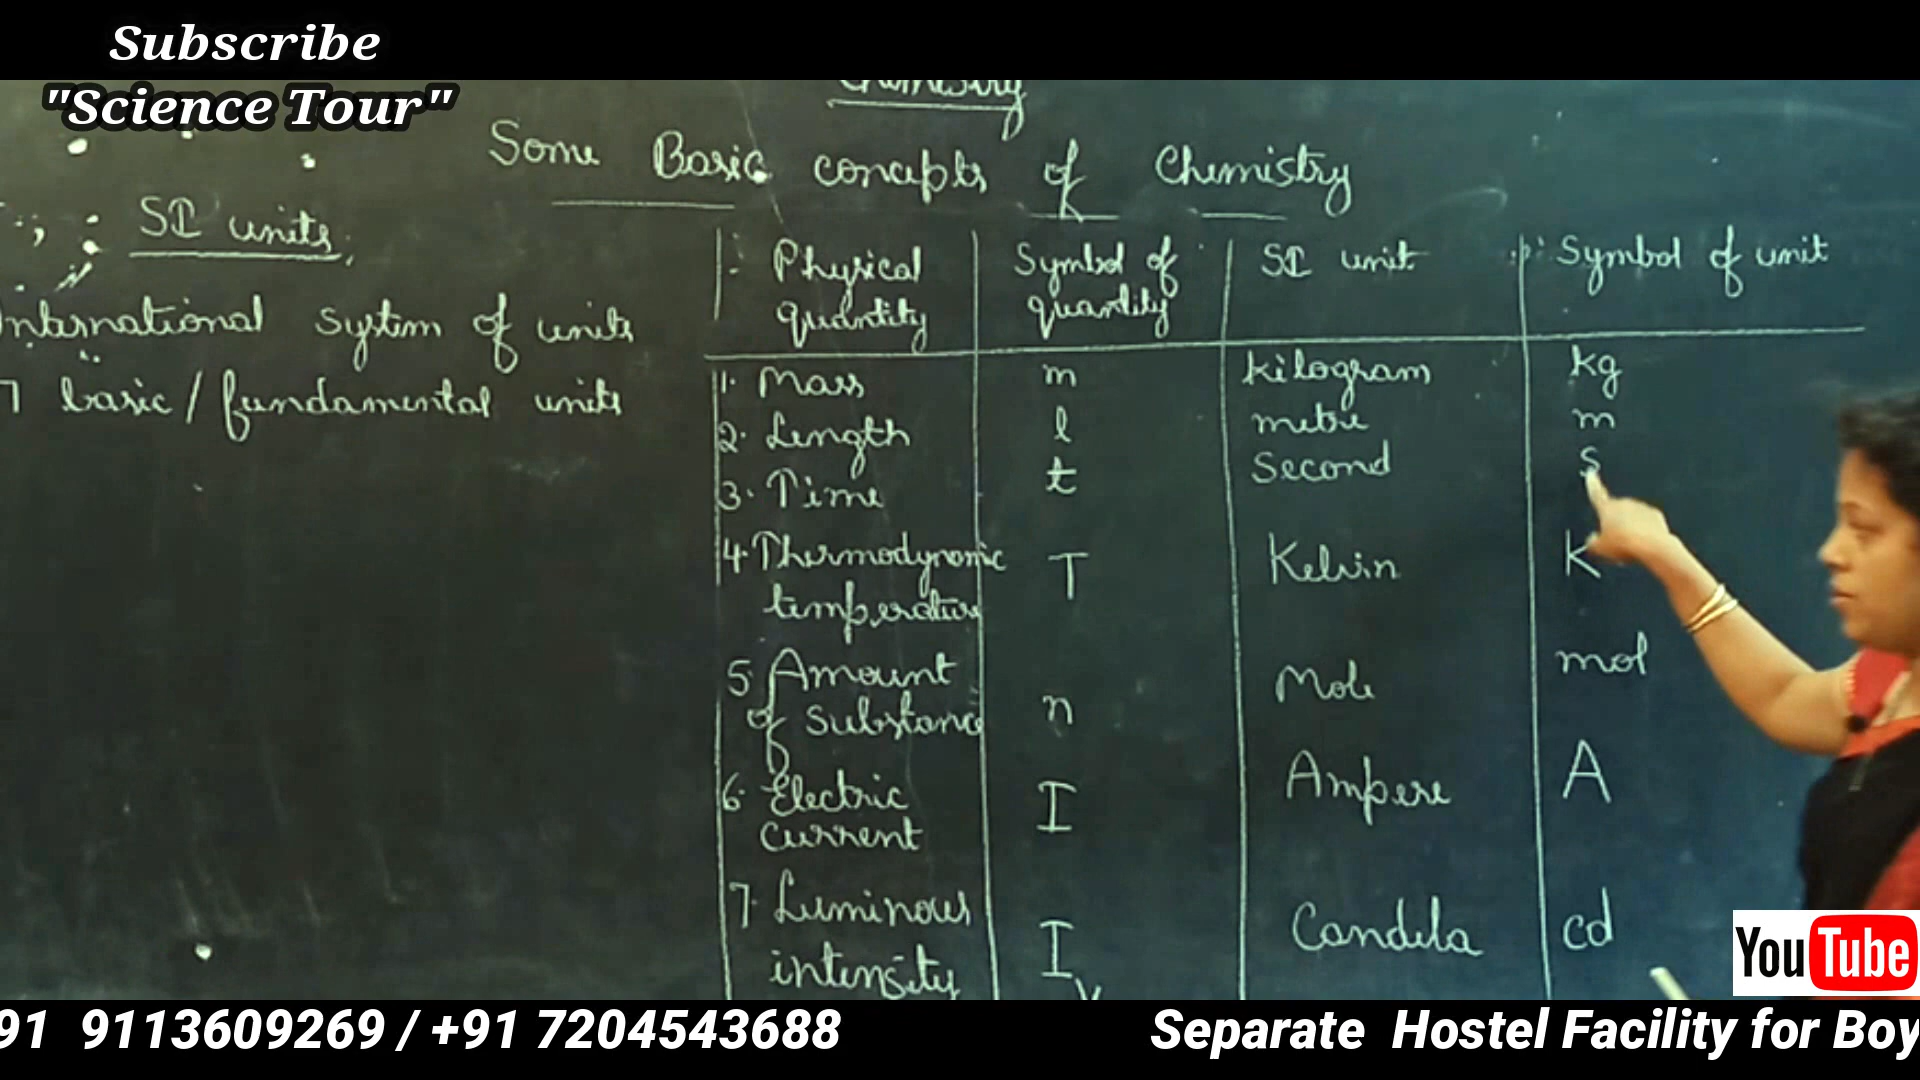 Subscribe
"Science Tour"
Chemistry
Some Basic concepts of Chemistry
SI units
International system of units
7 basic / fundamental units
Physical quantity Symbol of quantity SI unit Symbol of unit
1. Mass m kilogram kg
2. Length l metre m
3. Time t Second s
4. Thermodynamic temperature T Kelvin K
5. Amount of Substance n Mole mol
6. Electric current I Ampere A
7. Luminous intensity Iv Candela cd
YouTube
91 9113609269 / +91 7204543688 Separate Hostel Facility for Boy